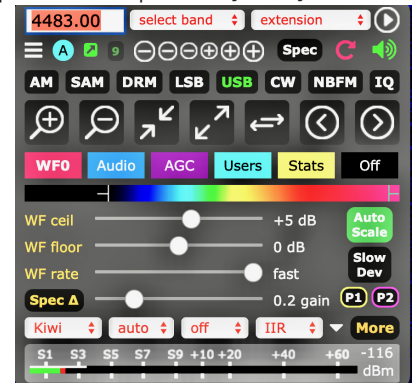 4483.00 select band extension
A 9 Spec
AM SAM DRM LSB USB CW NBFM IQ
WF0 Audio AGC Users Stats Off
WF ceil +5 dB Auto Scale
WF floor 0 dB
WF rate fast Slow Dev
Spec Δ 0.2 gain P1 P2
Kiwi auto off IIR More
S1 S3 S5 S7 S9 +10 +20 +40 +60 -116
dBm